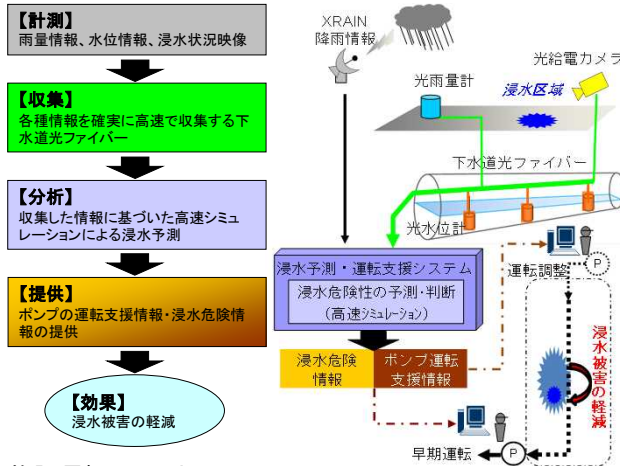 【計測】
雨量情報、水位情報、浸水状況映像
【収集】
各種情報を確実に高速で収集する下
水道光ファイバー
【分析】
収集した情報に基づいた高速シミュ
レーションによる浸水予測
【提供】
ポンプの運転支援情報・浸水危険情
報の提供
【効果】
浸水被害の軽減
XRAIN
降雨情報
光給電カメラ
光雨量計
浸水区域
下水道光ファイバー
光水位計
浸水予測・運転支援システム
浸水危険性の予測・判断
(高速シミュレーション)
浸水危険
情報
ポンプ運転
支援情報
運転調整
P
浸水被害の軽減
早期運転
P